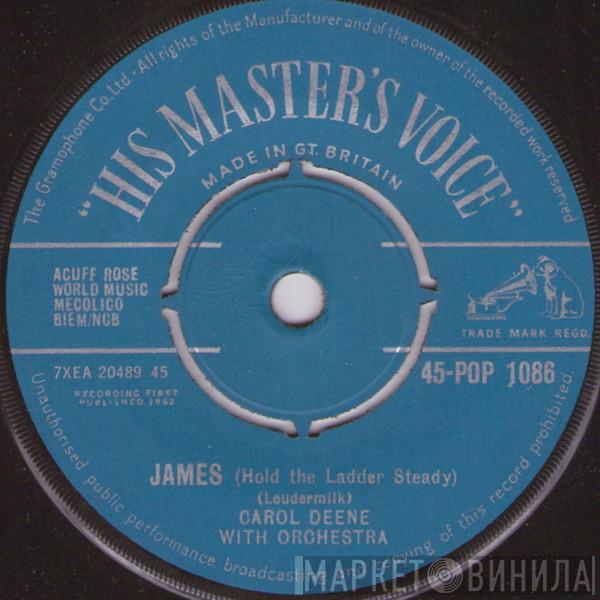 The Gramophone Co. Ltd. · All rights of the Manufacturer and of the owner of the recorded work reserved
"HIS MASTER'S VOICE"
MADE IN GT. BRITAIN
ACUFF ROSE
WORLD MUSIC
MECOLICO
BIEM/NCB
TRADE MARK REGD.
7XEA 20489 45
45-POP 1086
RECORDING FIRST
PUBLISHED 1962
JAMES (Hold the Ladder Steady)
(Loudermilk)
CAROL DEENE
WITH ORCHESTRA
Unauthorised public performance broadcasting and copying of this record prohibited.
МАРКЕТ ВИНИЛА